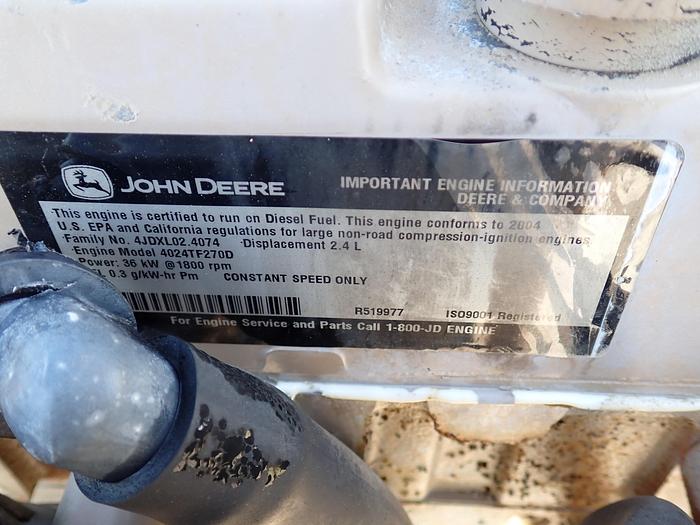 JOHN DEERE
IMPORTANT ENGINE INFORMATION
DEERE & COMPANY
·This engine is certified to run on Diesel Fuel. This engine conforms to 2004
U.S. EPA and California regulations for large non-road compression-ignition engines.
·Family No. 4JDXL02.4074 ·Displacement 2.4 L
·Engine Model 4024TF270D
Power: 36 kW @1800 rpm
0.3 g/kW-hr Pm CONSTANT SPEED ONLY
R519977 ISO9001 Registered
For Engine Service and Parts Call 1-800-JD ENGINE